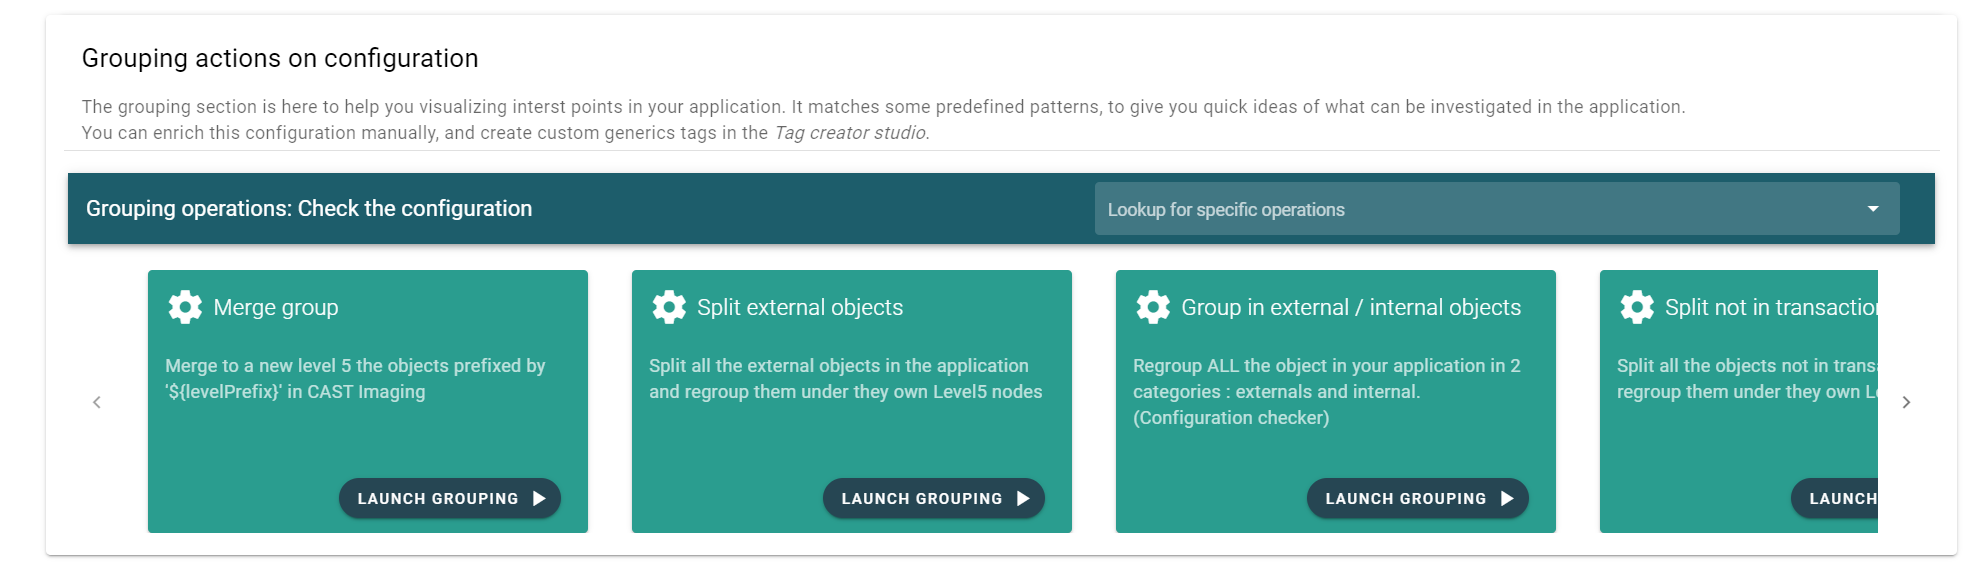 Grouping actions on configuration
The grouping section is here to help you visualizing interst points in your application. It matches some predefined patterns, to give you quick ideas of what can be investigated in the application.
You can enrich this configuration manually, and create custom generics tags in the Tag creator studio.
Grouping operations: Check the configuration
Lookup for specific operations
Merge group
Merge to a new level 5 the objects prefixed by
'${levelPrefix}' in CAST Imaging
LAUNCH GROUPING
Split external objects
Split all the external objects in the application
and regroup them under they own Level5 nodes
LAUNCH GROUPING
Group in external / internal objects
Regroup ALL the object in your application in 2
categories : externals and internal.
(Configuration checker)
LAUNCH GROUPING
Split not in
Split all the objects not in
regroup them under they own
LAUNCH